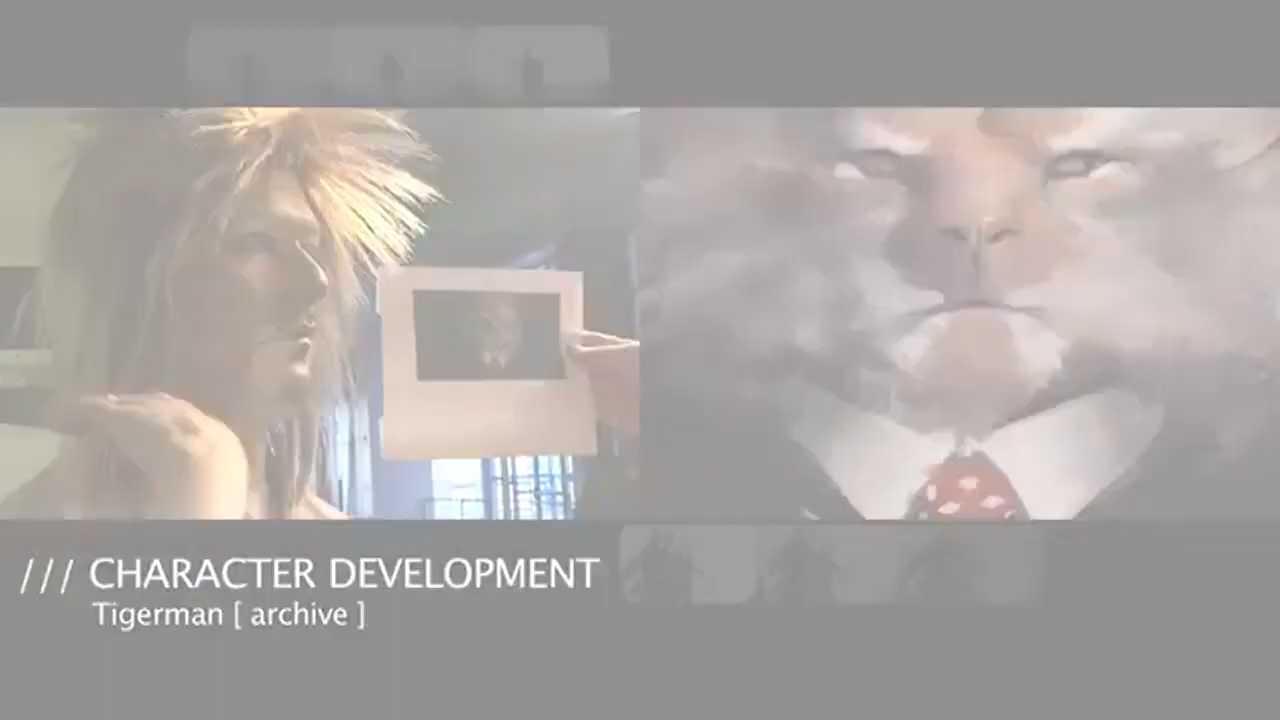 /// CHARACTER DEVELOPMENT
Tigerman [ archive ]